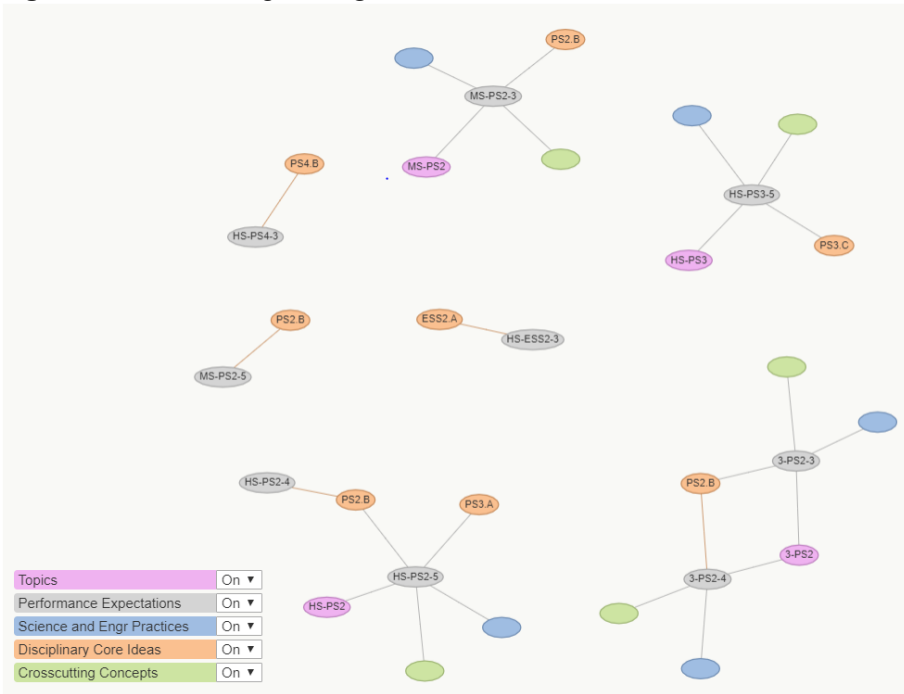 PS2.B
MS-PS2-3
MS-PS2
PS4.B
HS-PS4-3
HS-PS3-5
HS-PS3
PS3.C
PS2.B
MS-PS2-5
ESS2.A
HS-ESS2-3
3-PS2-3
PS2.B
3-PS2
3-PS2-4
HS-PS2-4
PS2.B
PS3.A
HS-PS2-5
HS-PS2
Topics On ▼
Performance Expectations On ▼
Science and Engr Practices On ▼
Disciplinary Core Ideas On ▼
Crosscutting Concepts On ▼